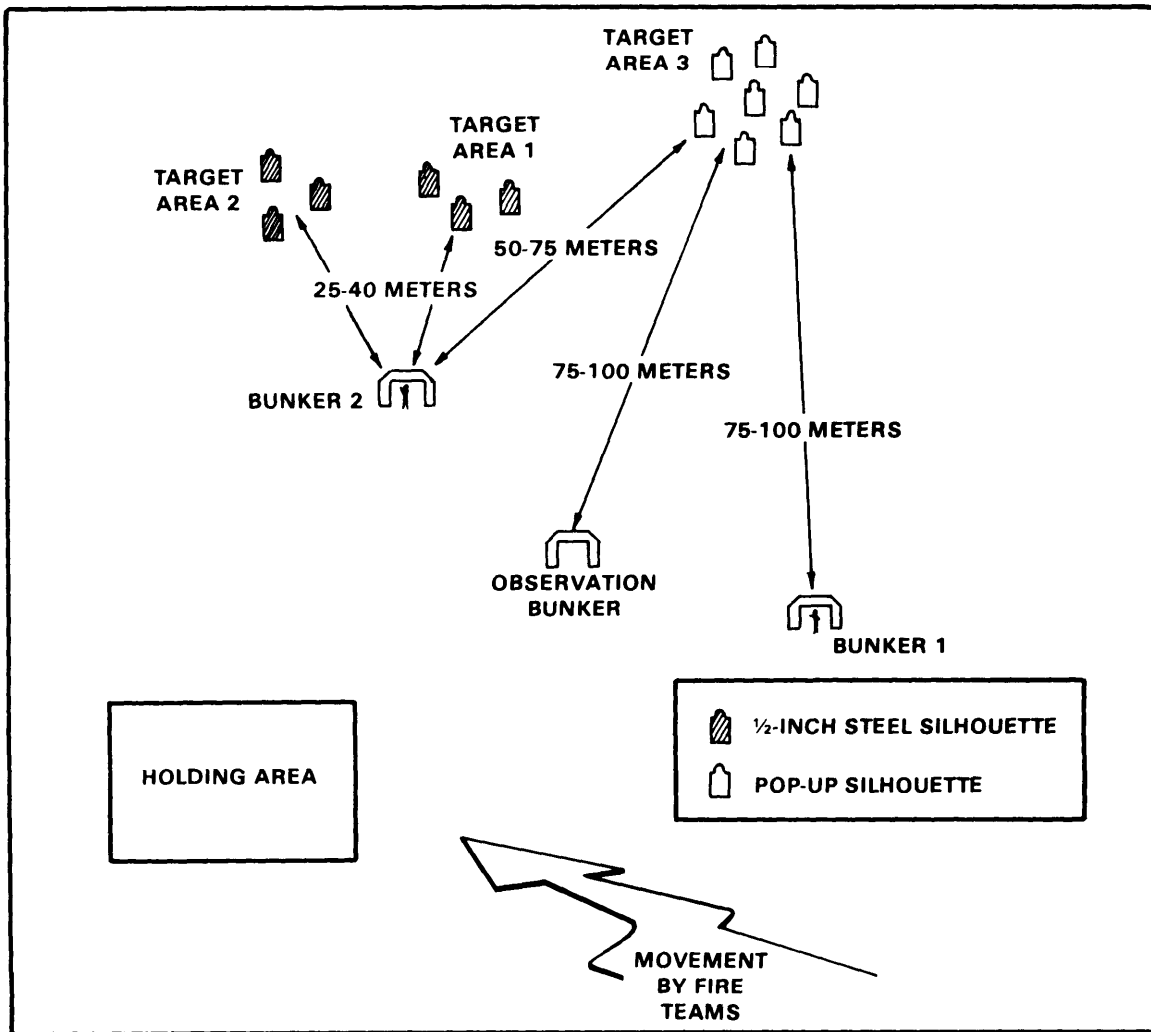 TARGET
AREA 3
TARGET
AREA 1
TARGET
AREA 2
50-75 METERS
25-40 METERS
75-100 METERS
75-100 METERS
BUNKER 2
OBSERVATION
BUNKER
BUNKER 1
½-INCH STEEL SILHOUETTE
POP-UP SILHOUETTE
HOLDING AREA
MOVEMENT
BY FIRE
TEAMS